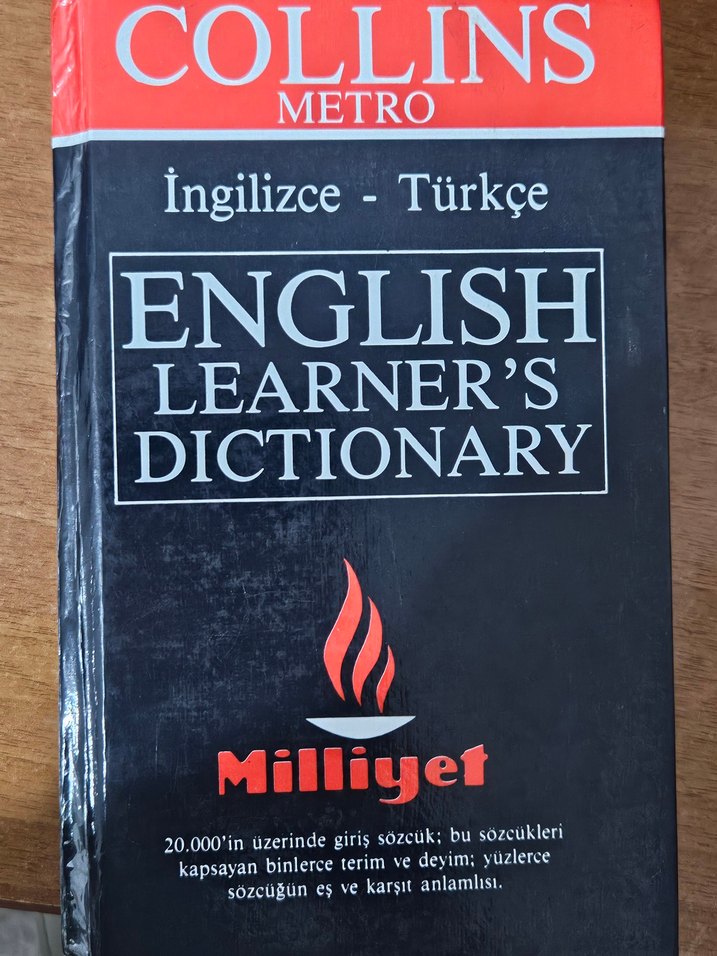 COLLINS
METRO
İngilizce - Türkçe
ENGLISH
LEARNER'S
DICTIONARY
Milliyet
20.000'in üzerinde giriş sözcük; bu sözcükleri
kapsayan binlerce terim ve deyim; yüzlerce
sözcüğün eş ve karşıt anlamlısı.